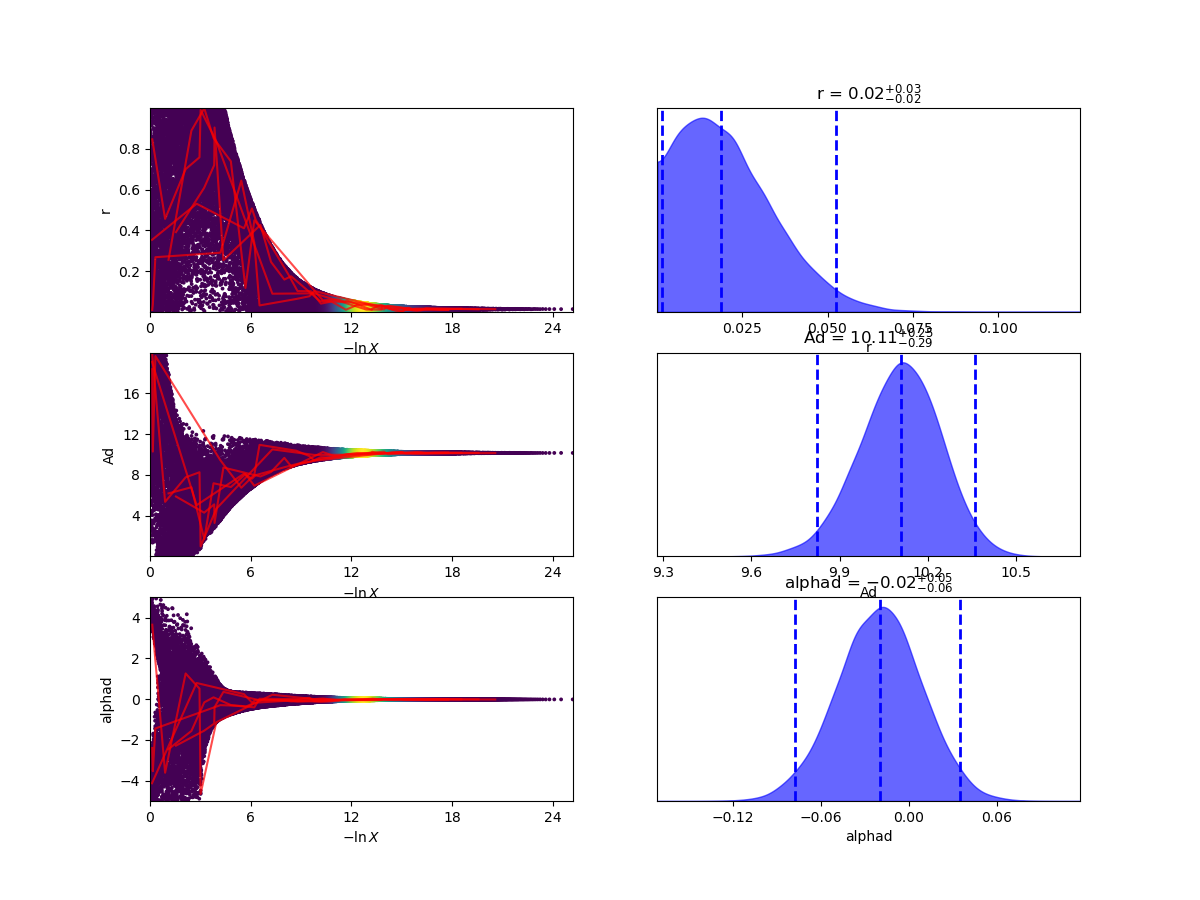 r = 0.02+0.03−0.02
0.8
0.6
0.4
0.2
r
0 6 12 18 24
−ln X
0.025 0.050 0.075 0.100
r
Ad = 10.11+0.25−0.29
16
12
8
4
Ad
0 6 12 18 24
−ln X
9.3 9.6 9.9 10.2 10.5
Ad
alphad = −0.02+0.05−0.06
4
2
0
−2
−4
alphad
0 6 12 18 24
−ln X
−0.12 −0.06 0.00 0.06
alphad